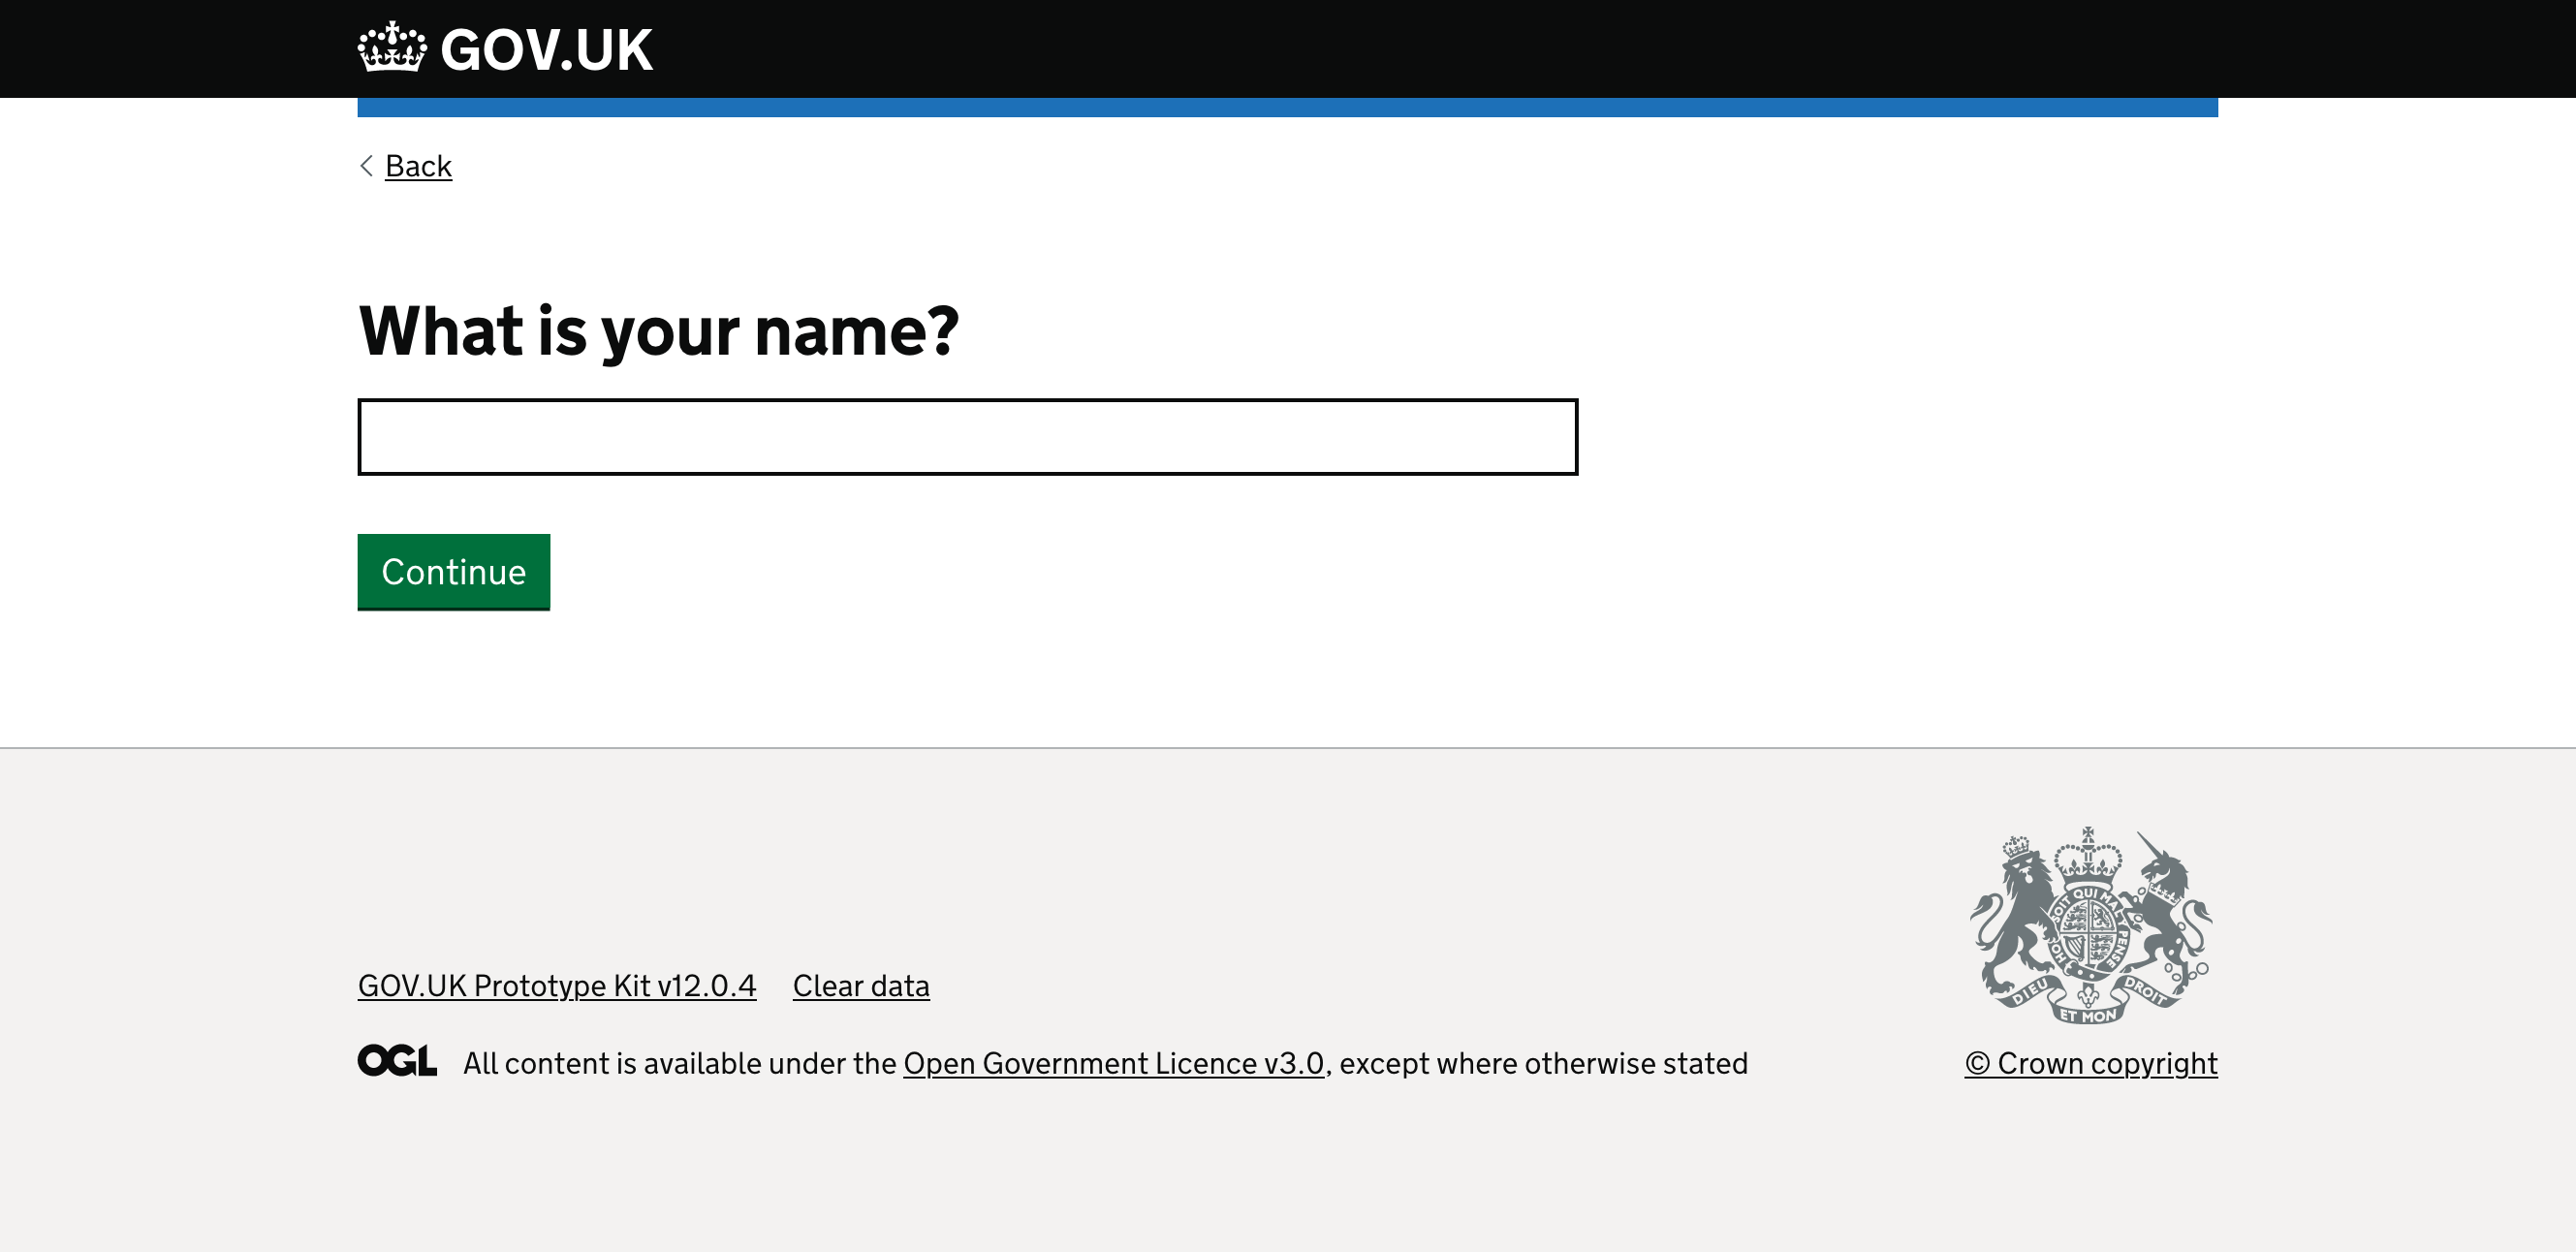 GOV.UK
Back
What is your name?
Continue
GOV.UK Prototype Kit v12.0.4 Clear data
OGL All content is available under the Open Government Licence v3.0, except where otherwise stated
HONI SOIT QUI MAL Y PENSE
DIEU ET MON DROIT
© Crown copyright